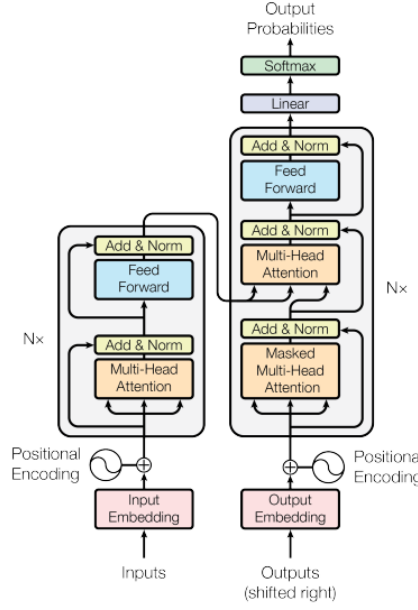 Output
Probabilities
Softmax
Linear
Add & Norm
Feed
Forward
Add & Norm
Multi-Head
Attention
Add & Norm
Masked
Multi-Head
Attention
Nx
Add & Norm
Feed
Forward
Nx
Add & Norm
Multi-Head
Attention
Positional
Encoding
Positional
Encoding
Input
Embedding
Output
Embedding
Inputs
Outputs
(shifted right)